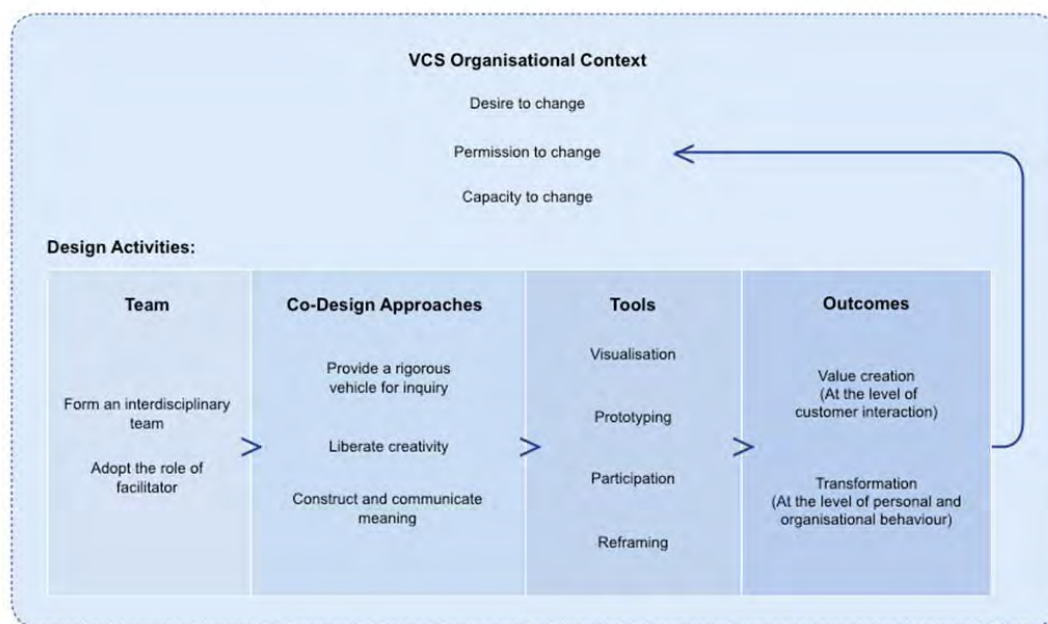 VCS Organisational Context
Desire to change
Permission to change
Capacity to change
Design Activities:
Team
Form an interdisciplinary
team
Adopt the role of
facilitator
Co-Design Approaches
Provide a rigorous
vehicle for inquiry
Liberate creativity
Construct and communicate
meaning
Tools
Visualisation
Prototyping
Participation
Reframing
Outcomes
Value creation
(At the level of
customer interaction)
Transformation
(At the level of personal and
organisational behaviour)